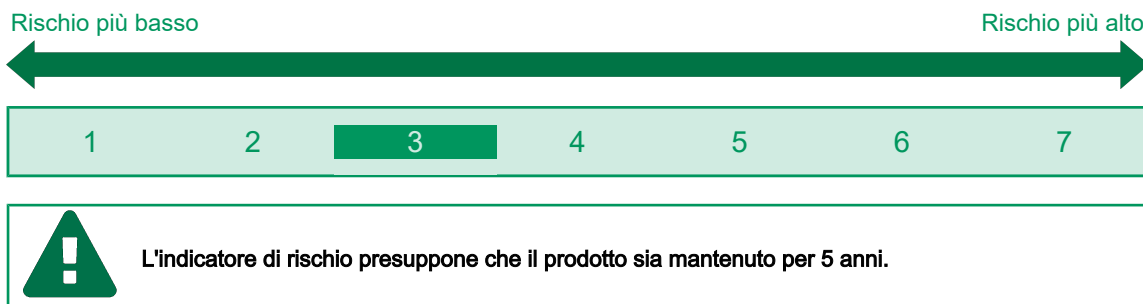 Rischio più basso Rischio più alto
1 2 3 4 5 6 7
L'indicatore di rischio presuppone che il prodotto sia mantenuto per 5 anni.